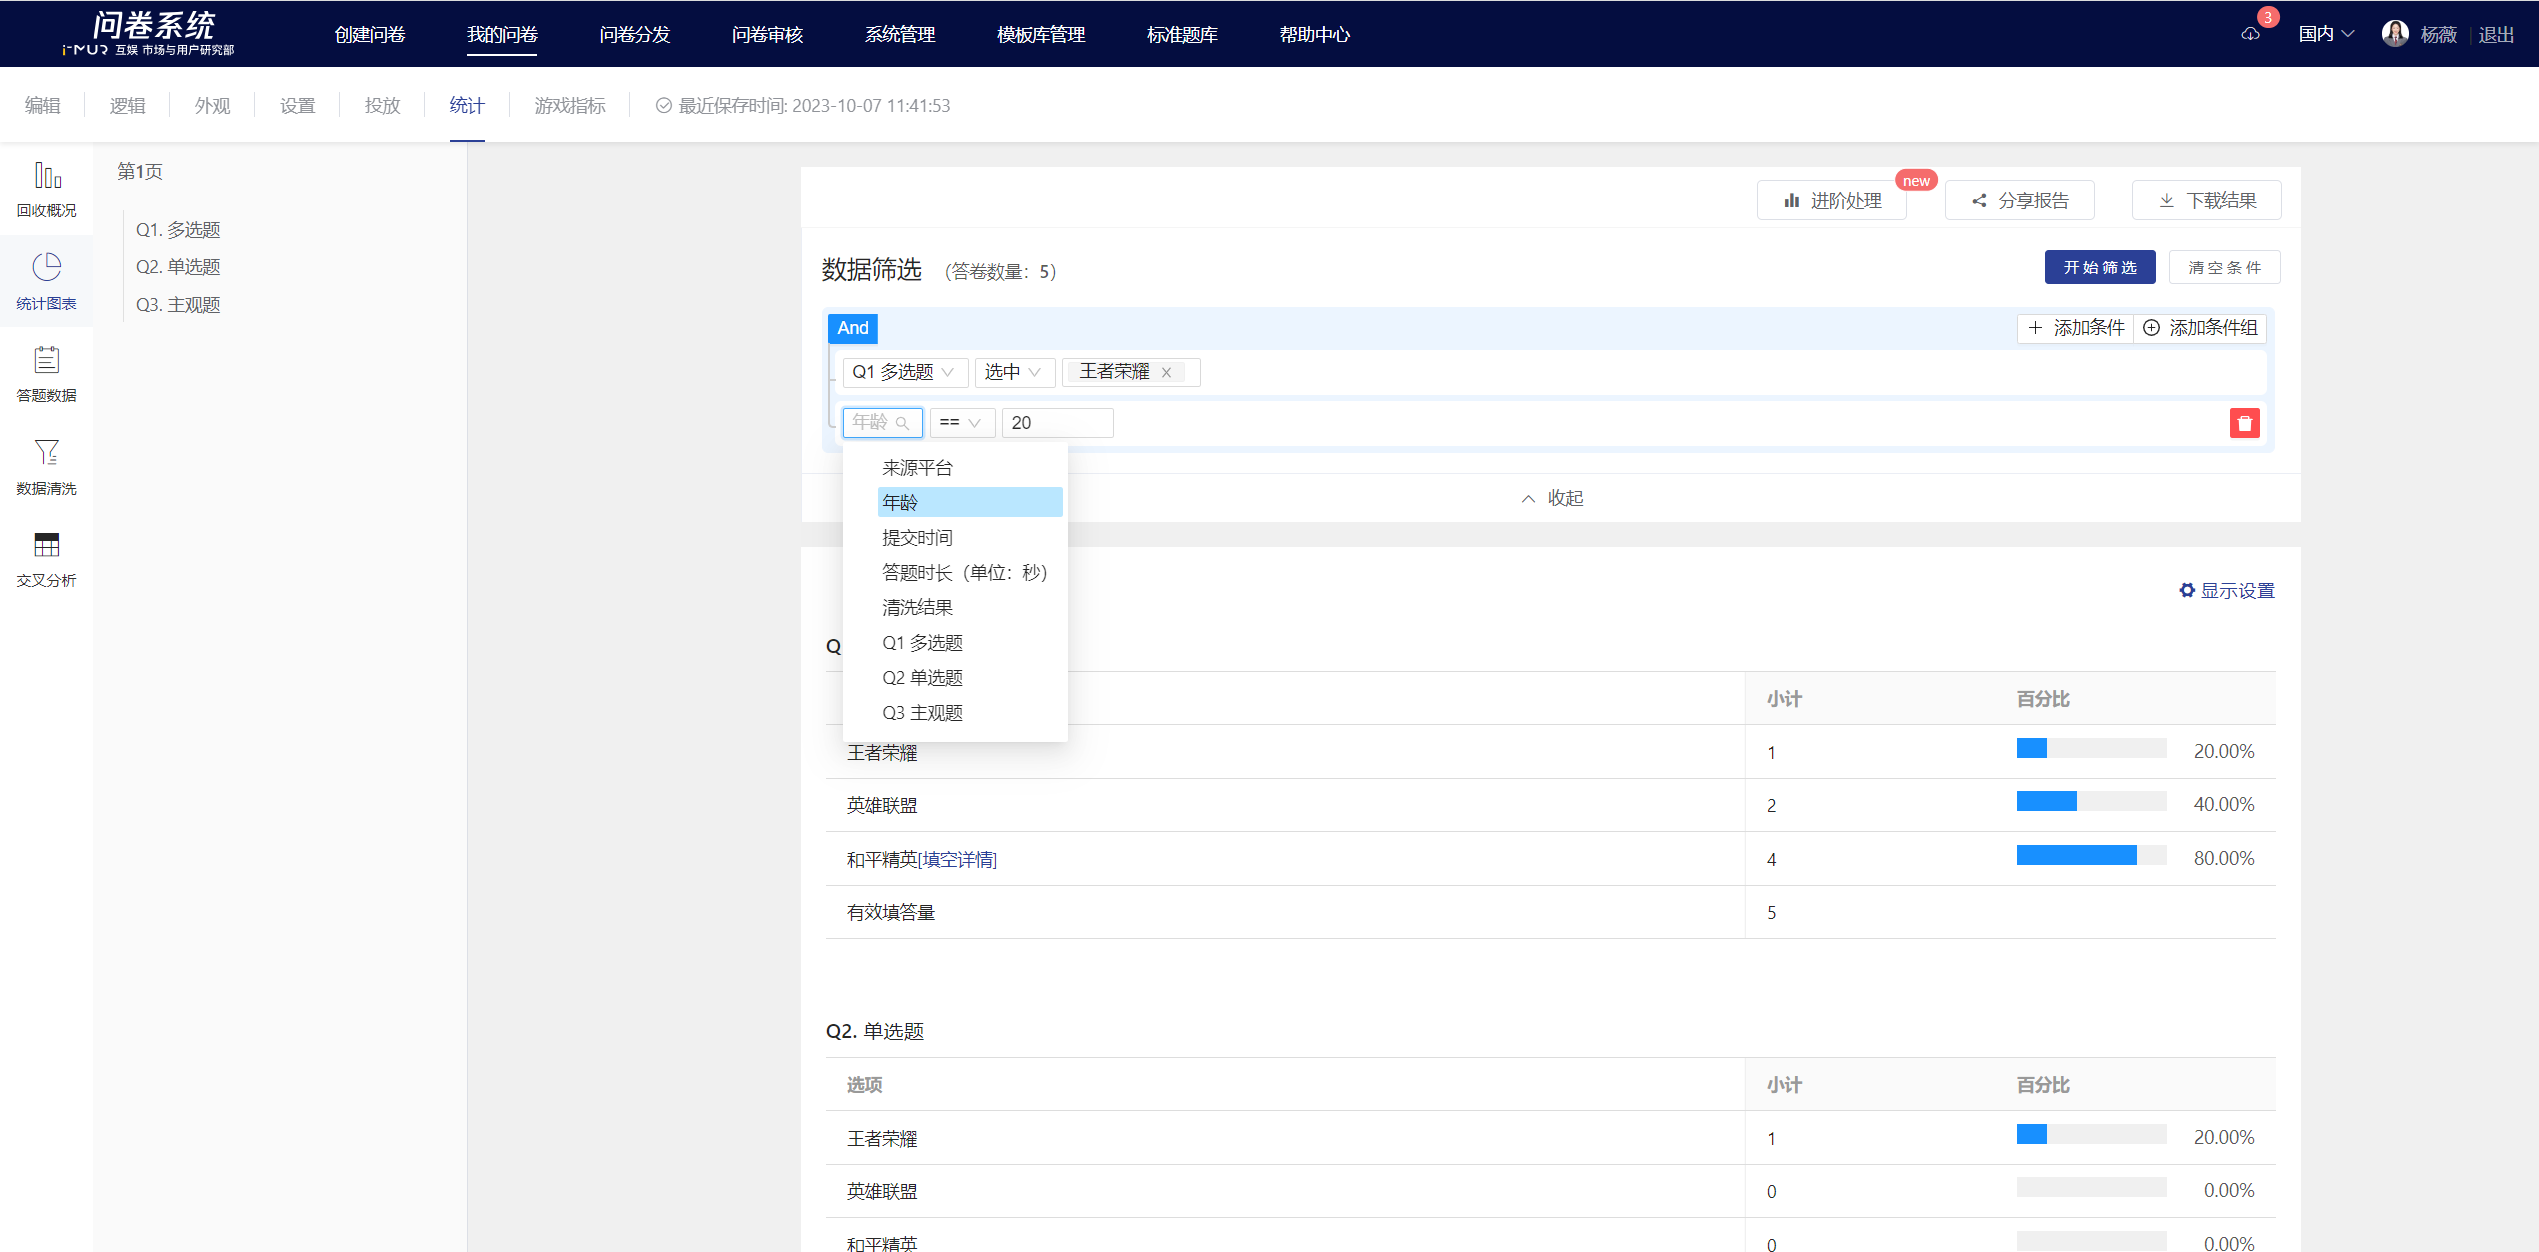 问卷系统
i-MUR 互娱 市场与用户研究部
创建问卷
我的问卷
问卷分发
问卷审核
系统管理
模板库管理
标准题库
帮助中心
3
国内
杨薇
退出
编辑
逻辑
外观
设置
投放
统计
游戏指标
最近保存时间: 2023-10-07 11:41:53
回收概况
统计图表
答题数据
数据清洗
交叉分析
第1页
Q1. 多选题
Q2. 单选题
Q3. 主观题
进阶处理
new
分享报告
下载结果
数据筛选 （答卷数量：5）
开始筛选
清空条件
And
添加条件
添加条件组
Q1 多选题
选中
王者荣耀 ×
年龄
==
20
来源平台
年龄
提交时间
答题时长（单位：秒）
清洗结果
Q1 多选题
Q2 单选题
Q3 主观题
收起
显示设置
Q
小计 百分比
王者荣耀 1 20.00%
英雄联盟 2 40.00%
和平精英[填空详情] 4 80.00%
有效填答量 5
Q2. 单选题
选项 小计 百分比
王者荣耀 1 20.00%
英雄联盟 0 0.00%
和平精英 0 0.00%